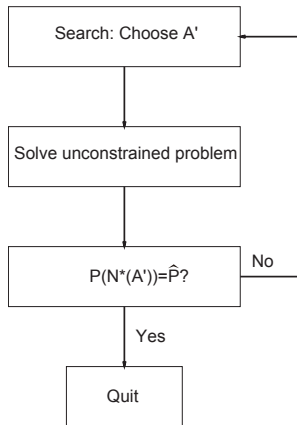 Search: Choose A'
Solve unconstrained problem
P(N*(A'))=P̂?
No
Yes
Quit